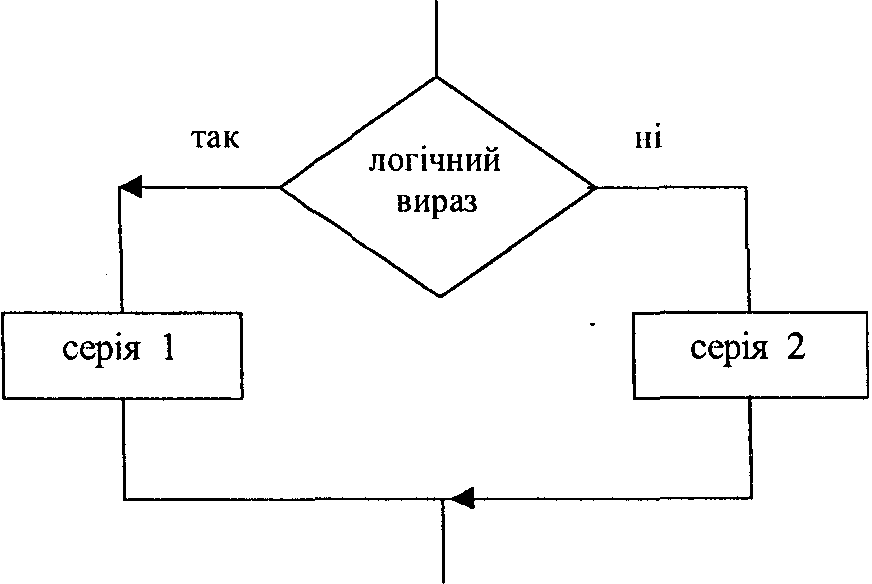 так
логічний
вираз
ні
серія 1
серія 2